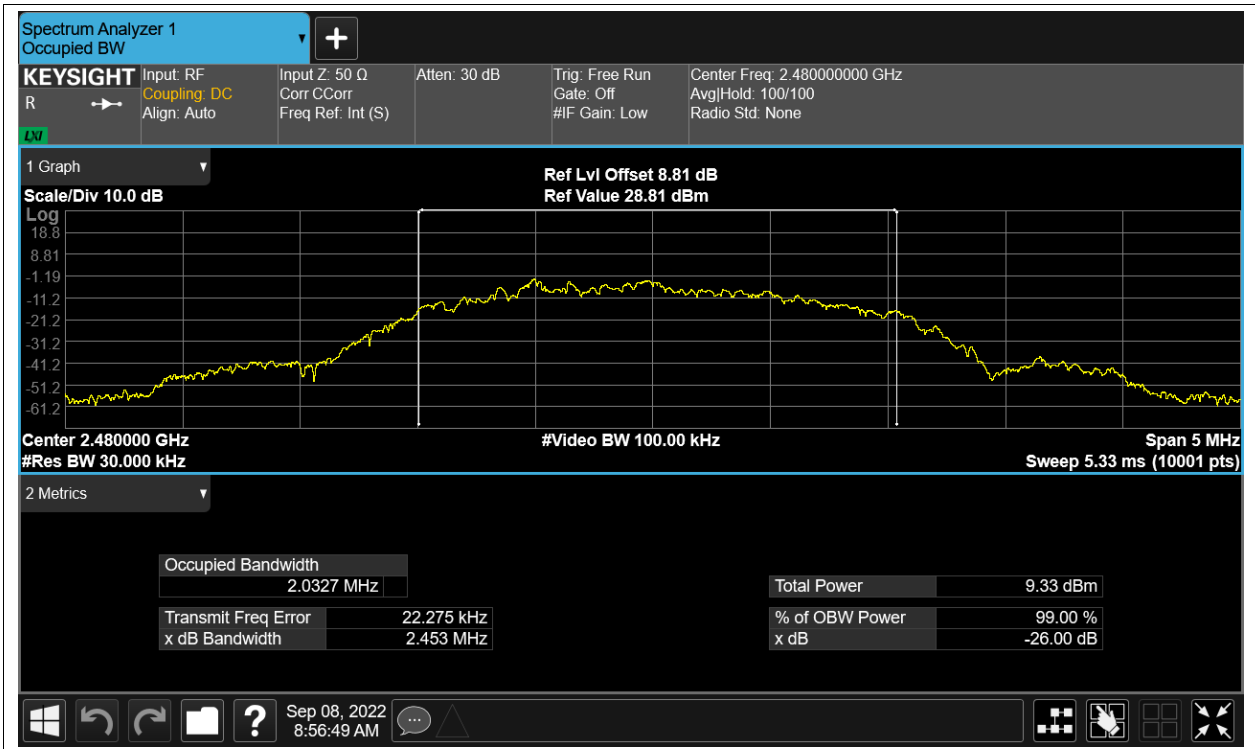 Spectrum Analyzer 1
Occupied BW
KEYSIGHT
R
LXI
Input: RF
Coupling: DC
Align: Auto
Input Z: 50 Ω
Corr CCorr
Freq Ref: Int (S)
Atten: 30 dB
Trig: Free Run
Gate: Off
#IF Gain: Low
Center Freq: 2.480000000 GHz
Avg|Hold: 100/100
Radio Std: None
1 Graph
Scale/Div 10.0 dB
Ref Lvl Offset 8.81 dB
Ref Value 28.81 dBm
Log
18.8
8.81
-1.19
-11.2
-21.2
-31.2
-41.2
-51.2
-61.2
Center 2.480000 GHz
#Video BW 100.00 kHz
Span 5 MHz
#Res BW 30.000 kHz
Sweep 5.33 ms (10001 pts)
2 Metrics
Occupied Bandwidth
2.0327 MHz
Total Power 9.33 dBm
Transmit Freq Error 22.275 kHz
% of OBW Power 99.00 %
x dB Bandwidth 2.453 MHz
x dB -26.00 dB
?
Sep 08, 2022
8:56:49 AM